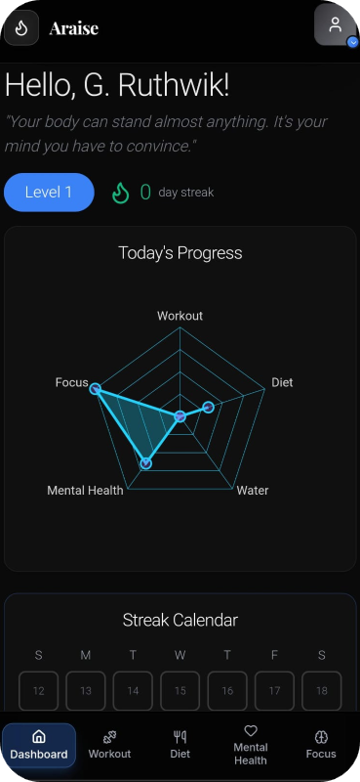 Araise
Hello, G. Ruthwik!
"Your body can stand almost anything. It's your
mind you have to convince."
Level 1
0 day streak
Today's Progress
Workout
Focus
Diet
Mental Health
Water
Streak Calendar
S M T W T F S
12 13 14 15 16 17 18
Dashboard
Workout
Diet
Mental
Health
Focus